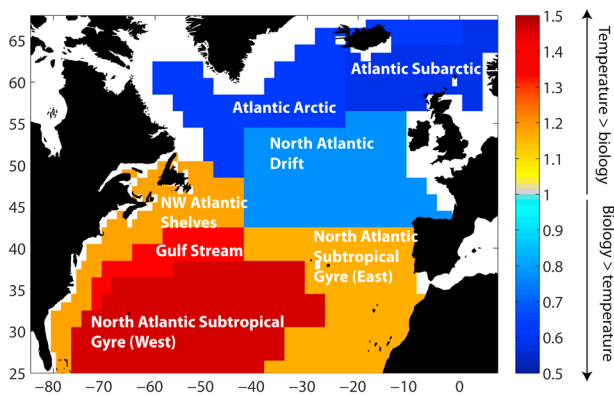 65
60
55
50
45
40
35
30
25
−80
−70
−60
−50
−40
−30
−20
−10
0
Atlantic Subarctic
Atlantic Arctic
North Atlantic
Drift
NW Atlantic
Shelves
Gulf Stream
North Atlantic
Subtropical
Gyre (East)
North Atlantic Subtropical
Gyre (West)
1.5
1.4
1.3
1.2
1.1
1
0.9
0.8
0.7
0.6
0.5
Temperature > biology
Biology > temperature